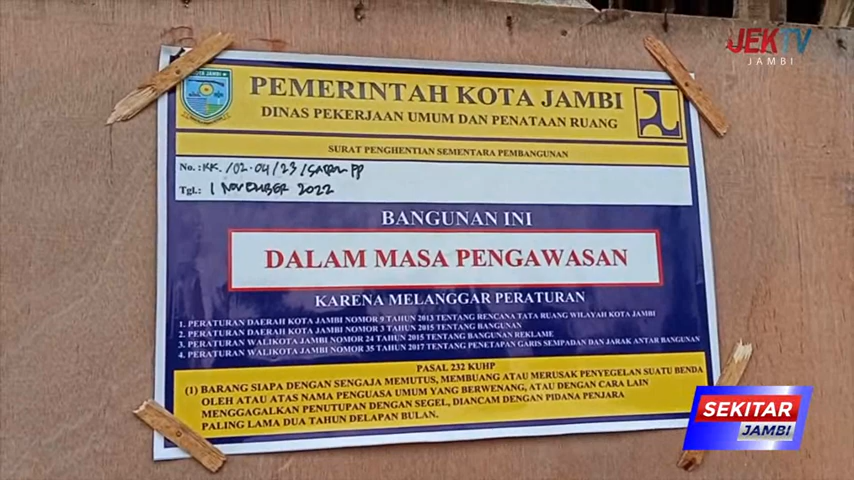 JEKTV
JAMBI
KOTA JAMBI
PEMERINTAH KOTA JAMBI
DINAS PEKERJAAN UMUM DAN PENATAAN RUANG
SURAT PENGHENTIAN SEMENTARA PEMBANGUNAN
No. : KK. /02.04/23/SATPOL PP
Tgl.: 1 NOVEMBER 2022
BANGUNAN INI
DALAM MASA PENGAWASAN
KARENA MELANGGAR PERATURAN
1. PERATURAN DAERAH KOTA JAMBI NOMOR 9 TAHUN 2013 TENTANG RENCANA TATA RUANG WILAYAH KOTA JAMBI
2. PERATURAN DAERAH KOTA JAMBI NOMOR 3 TAHUN 2015 TENTANG BANGUNAN
3. PERATURAN WALIKOTA JAMBI NOMOR 24 TAHUN 2015 TENTANG BANGUNAN REKLAME
4. PERATURAN WALIKOTA JAMBI NOMOR 35 TAHUN 2017 TENTANG PENETAPAN GARIS SEMPADAN DAN JARAK ANTAR BANGUNAN
PASAL 232 KUHP
(1) BARANG SIAPA DENGAN SENGAJA MEMUTUS, MEMBUANG ATAU MERUSAK PENYEGELAN SUATU BENDA
OLEH ATAU ATAS NAMA PENGUASA UMUM YANG BERWENANG, ATAU DENGAN CARA LAIN
MENGGAGALKAN PENUTUPAN DENGAN SEGEL, DIANCAM DENGAN PIDANA PENJARA
PALING LAMA DUA TAHUN DELAPAN BULAN.
SEKITAR
JAMBI